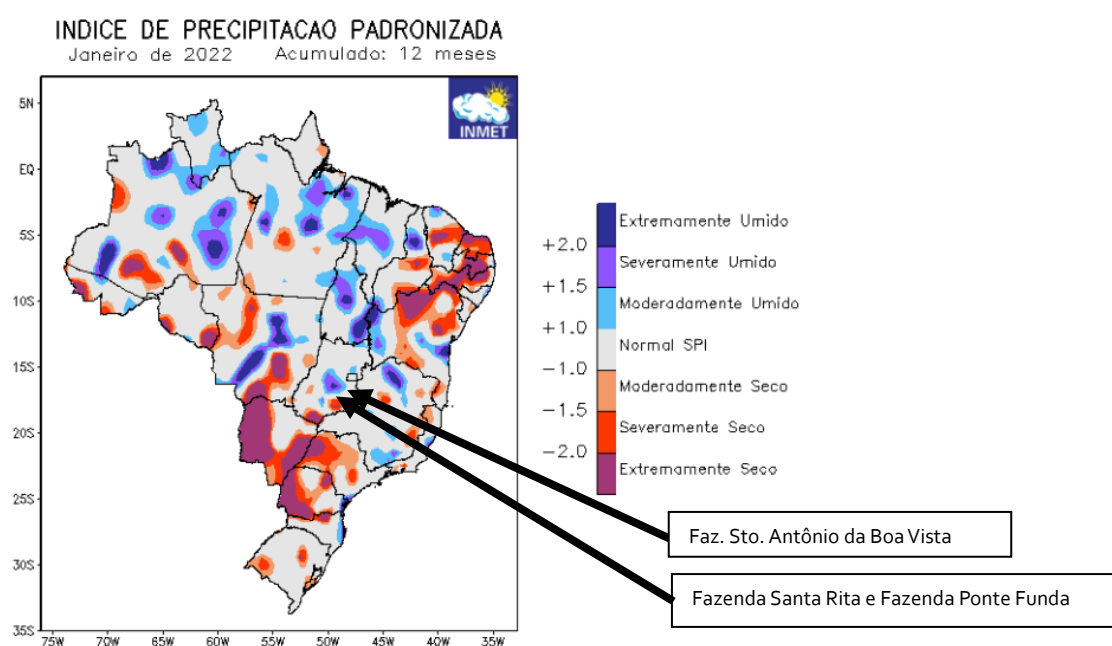 INDICE DE PRECIPITACAO PADRONIZADA
Janeiro de 2022 Acumulado: 12 meses
INMET
5N
EQ
5S
10S
15S
20S
25S
30S
35S
75W 70W 65W 60W 55W 50W 45W 40W 35W
Extremamente Umido
+2.0
Severamente Umido
+1.5
Moderadamente Umido
+1.0
Normal SPI
-1.0
Moderadamente Seco
-1.5
Severamente Seco
-2.0
Extremamente Seco
Faz. Sto. Antônio da Boa Vista
Fazenda Santa Rita e Fazenda Ponte Funda